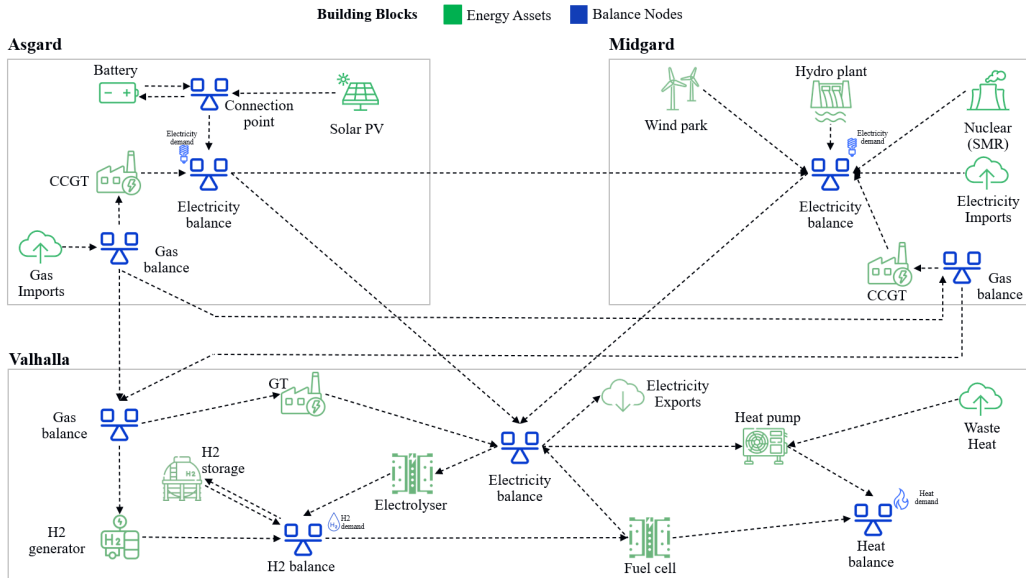 Building Blocks
Energy Assets
Balance Nodes
Asgard
Midgard
Battery
Connection
point
Solar PV
Electricity
demand
CCGT
Electricity
balance
Gas
Imports
Gas
balance
Wind park
Hydro plant
Nuclear
(SMR)
Electricity
demand
Electricity
balance
Electricity
Imports
CCGT
Gas
balance
Valhalla
Gas
balance
GT
Electricity
Exports
Heat pump
Waste
Heat
H2
storage
Electrolyser
Electricity
balance
Heat
demand
H2
generator
H2
H2
H2
demand
H2 balance
Fuel cell
Heat
balance